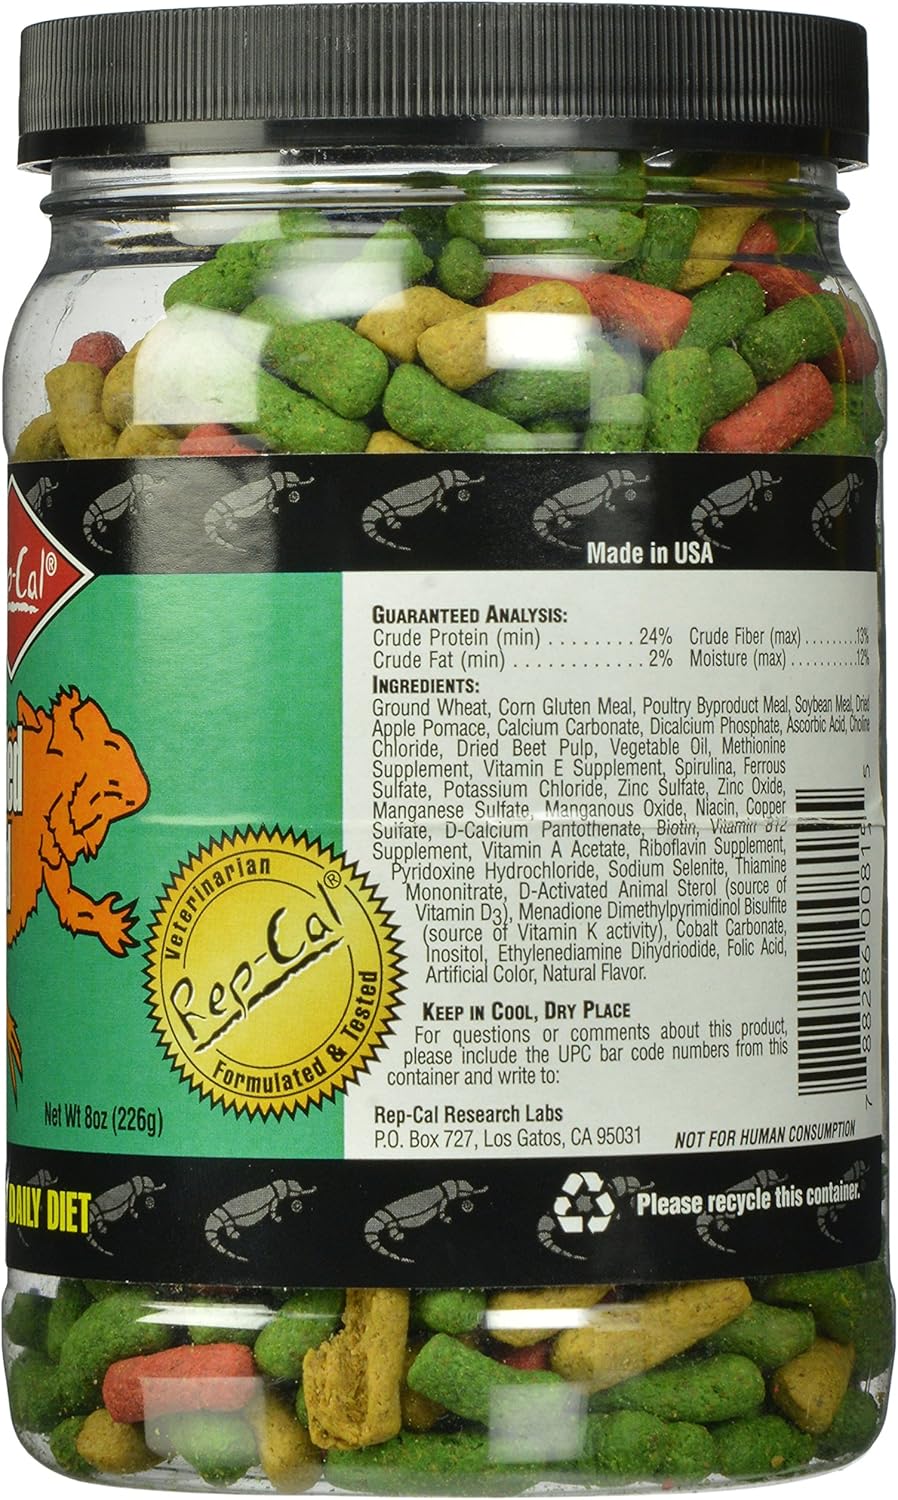 Made in USA
p-Cal®
GUARANTEED ANALYSIS:
Crude Protein (min) . . . . . . . . 24% Crude Fiber (max) . . . . . . . . .13%
Crude Fat (min) . . . . . . . . . . . . 2% Moisture (max) . . . . . . . . . . .12%
INGREDIENTS:
Ground Wheat, Corn Gluten Meal, Poultry Byproduct Meal, Soybean Meal, Dried
Apple Pomace, Calcium Carbonate, Dicalcium Phosphate, Ascorbic Acid, Choline
Chloride, Dried Beet Pulp, Vegetable Oil, Methionine
Supplement, Vitamin E Supplement, Spirulina, Ferrous
Sulfate, Potassium Chloride, Zinc Sulfate, Zinc Oxide,
Manganese Sulfate, Manganous Oxide, Niacin, Copper
Sulfate, D-Calcium Pantothenate, Biotin, Vitamin B12
Supplement, Vitamin A Acetate, Riboflavin Supplement,
Pyridoxine Hydrochloride, Sodium Selenite, Thiamine
Mononitrate, D-Activated Animal Sterol (source of
Vitamin D3), Menadione Dimethylpyrimidinol Bisulfite
(source of Vitamin K activity), Cobalt Carbonate,
Inositol, Ethylenediamine Dihydriodide, Folic Acid,
Artificial Color, Natural Flavor.
KEEP IN COOL, DRY PLACE
For questions or comments about this product,
please include the UPC bar code numbers from this
container and write to:
Rep-Cal Research Labs
P.O. Box 727, Los Gatos, CA 95031
NOT FOR HUMAN CONSUMPTION
7 88286 00815 5
Veterinarian
Rep-Cal®
Formulated & Tested
Net Wt 8oz (226g)
DAILY DIET
Please recycle this container.